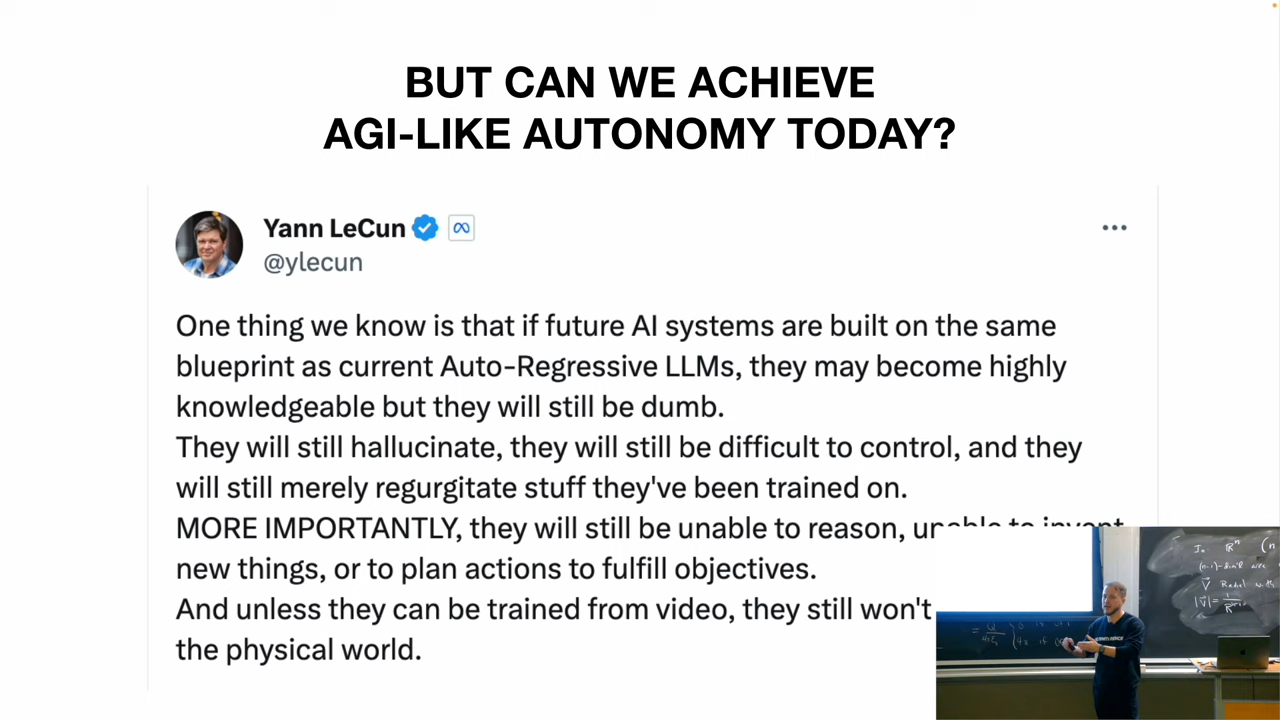 BUT CAN WE ACHIEVE
AGI-LIKE AUTONOMY TODAY?
Yann LeCun
@ylecun
One thing we know is that if future AI systems are built on the same
blueprint as current Auto-Regressive LLMs, they may become highly
knowledgeable but they will still be dumb.
They will still hallucinate, they will still be difficult to control, and they
will still merely regurgitate stuff they've been trained on.
MORE IMPORTANTLY, they will still be unable to reason, unable to invent
new things, or to plan actions to fulfill objectives.
And unless they can be trained from video, they still won't
the physical world.